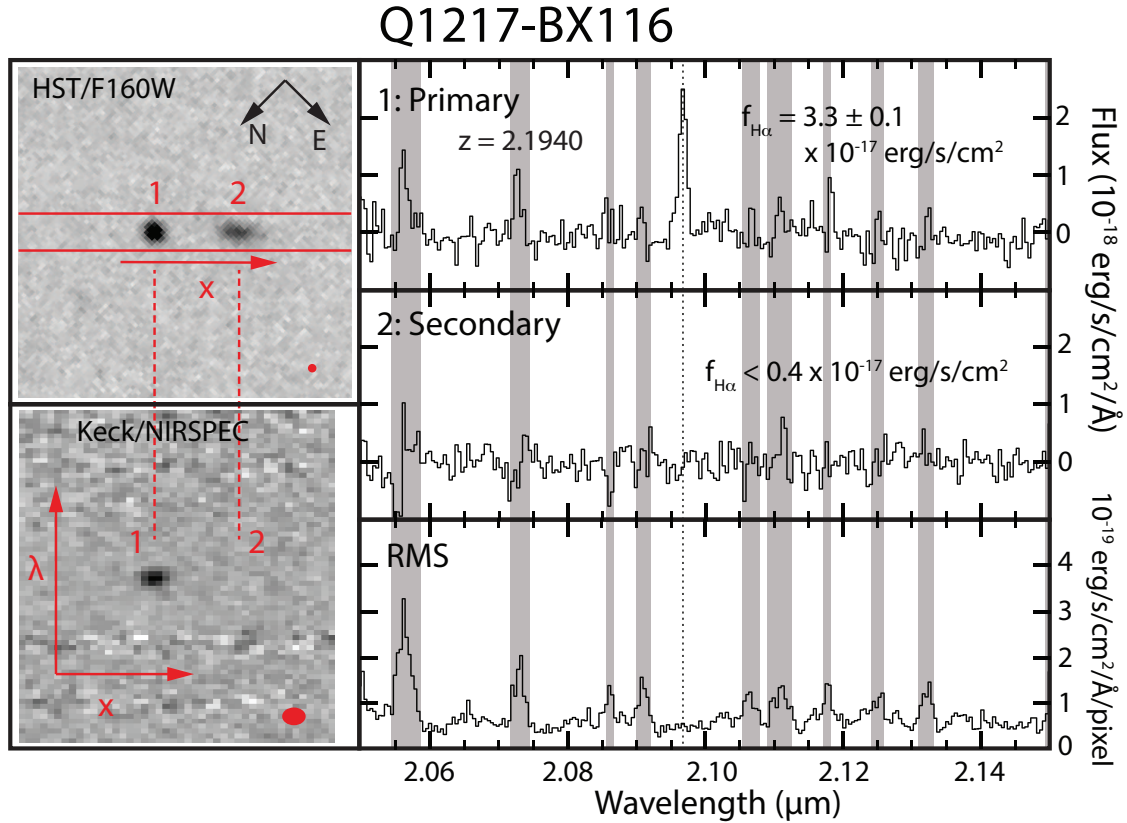 Q1217-BX116
HST/F160W
N
E
1
2
x
Keck/NIRSPEC
1
2
λ
x
1: Primary
z = 2.1940
fHα = 3.3 ± 0.1
x 10-17 erg/s/cm2
2
1
0
2: Secondary
fHα < 0.4 x 10-17 erg/s/cm2
2
1
0
Flux (10-18 erg/s/cm2/Å)
RMS
4
3
2
1
0
10-19 erg/s/cm2/Å/pixel
2.06
2.08
2.10
2.12
2.14
Wavelength (μm)